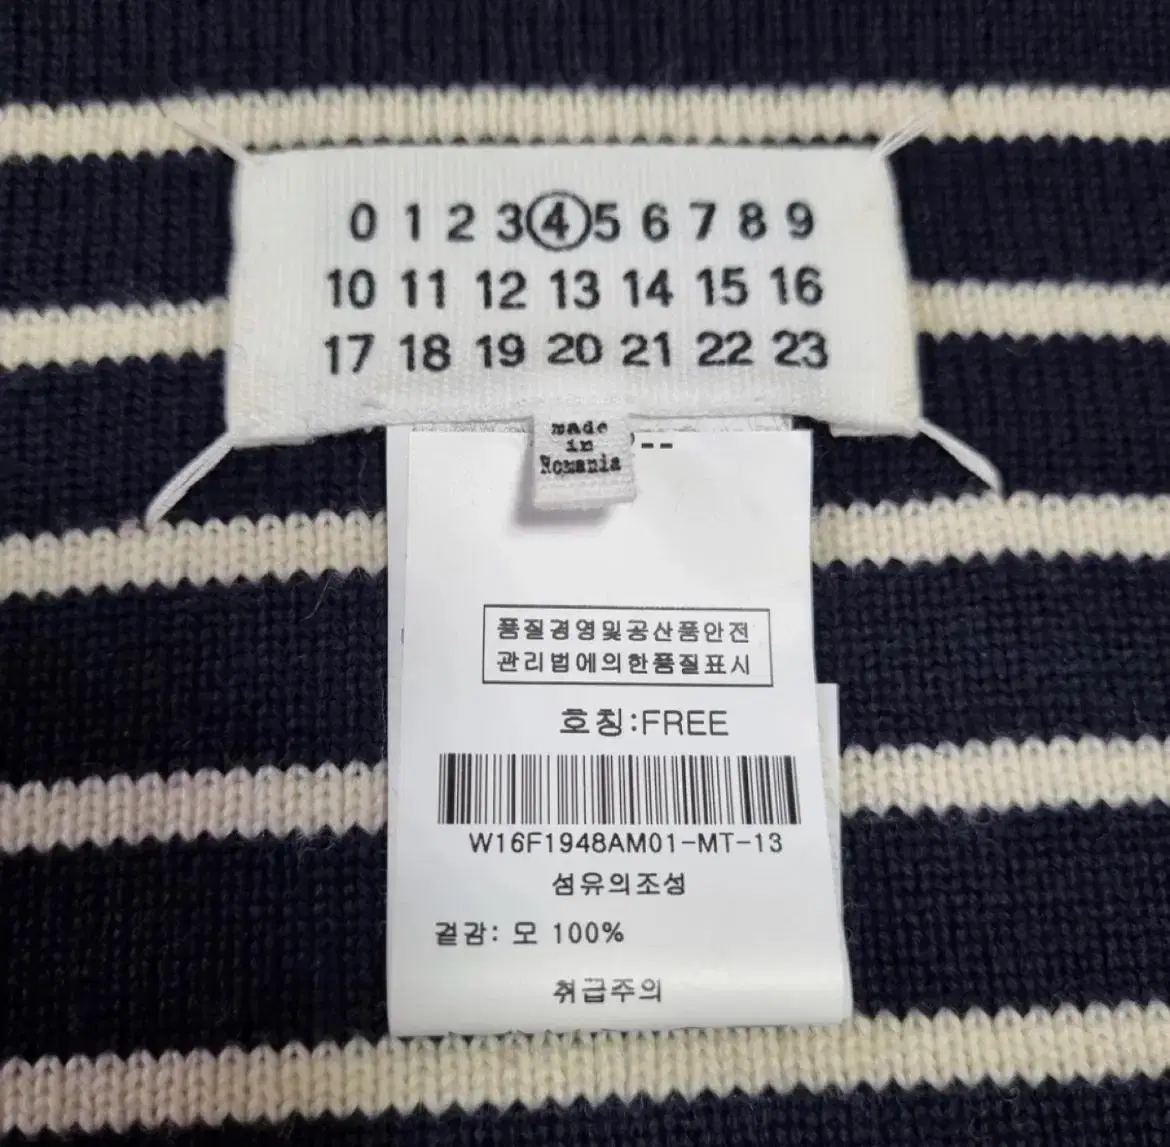 0 1 2 3 4 5 6 7 8 9
10 11 12 13 14 15 16
17 18 19 20 21 22 23
made
in
Romania
--
품질경영및공산품안전
관리법에의한품질표시
호칭:FREE
W16F1948AM01-MT-13
섬유의조성
겉감: 모 100%
취급주의